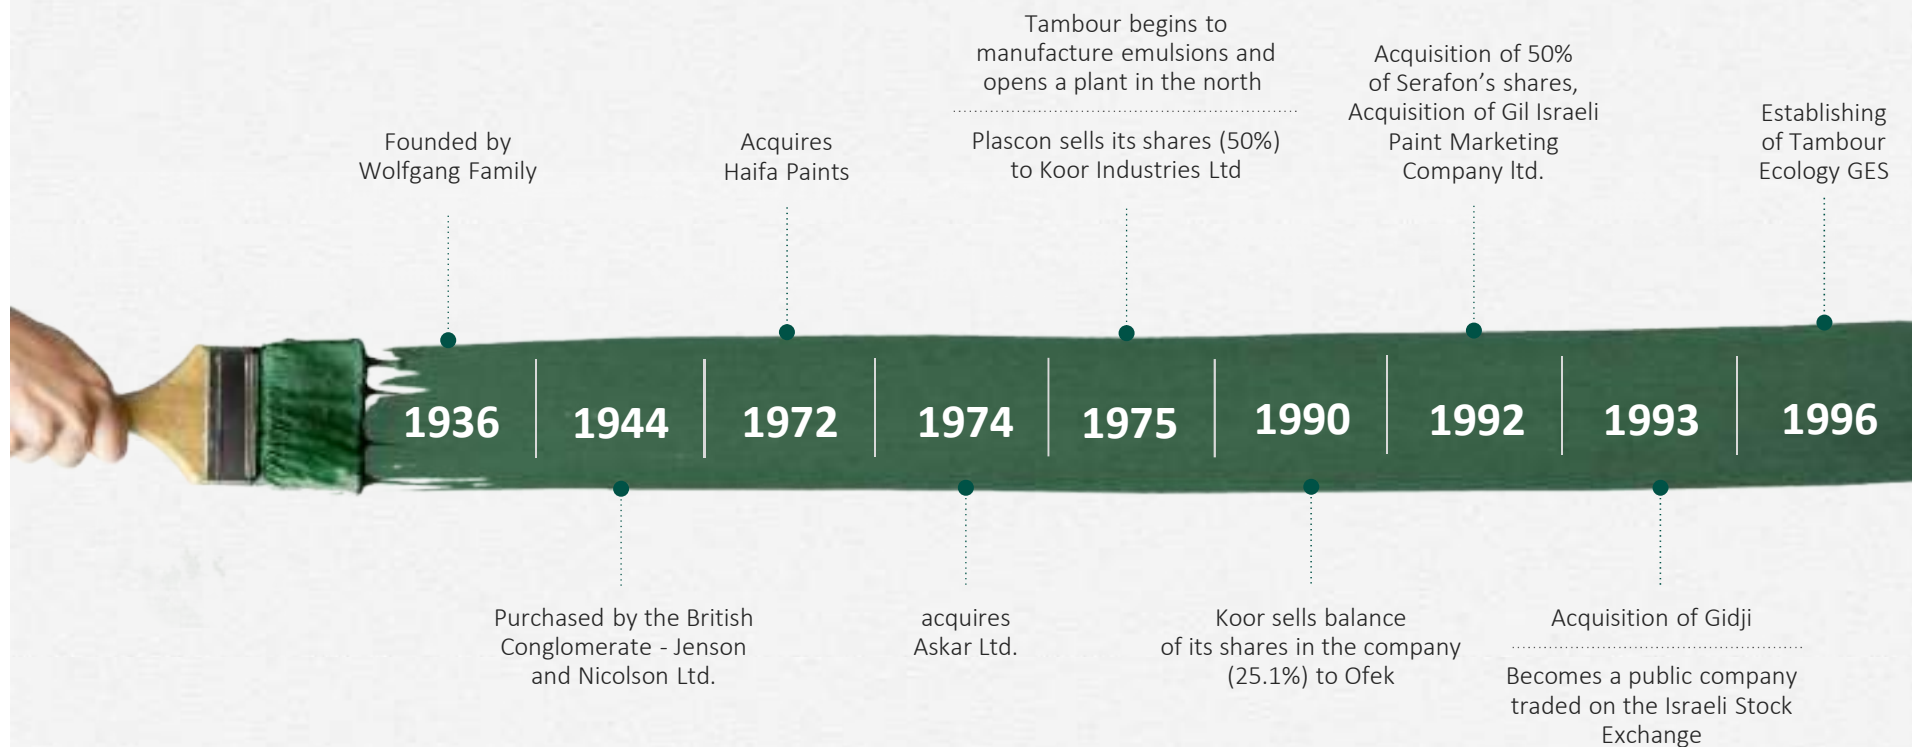 Tambour begins to
manufacture emulsions and
opens a plant in the north
Plascon sells its shares (50%)
to Koor Industries Ltd
Acquisition of 50%
of Serafon’s shares,
Acquisition of Gil Israeli
Paint Marketing
Company ltd.
Establishing
of Tambour
Ecology GES
Founded by
Wolfgang Family
Acquires
Haifa Paints
1936
1944
1972
1974
1975
1990
1992
1993
1996
Purchased by the British
Conglomerate - Jenson
and Nicolson Ltd.
acquires
Askar Ltd.
Koor sells balance
of its shares in the company
(25.1%) to Ofek
Acquisition of Gidji
Becomes a public company
traded on the Israeli Stock
Exchange